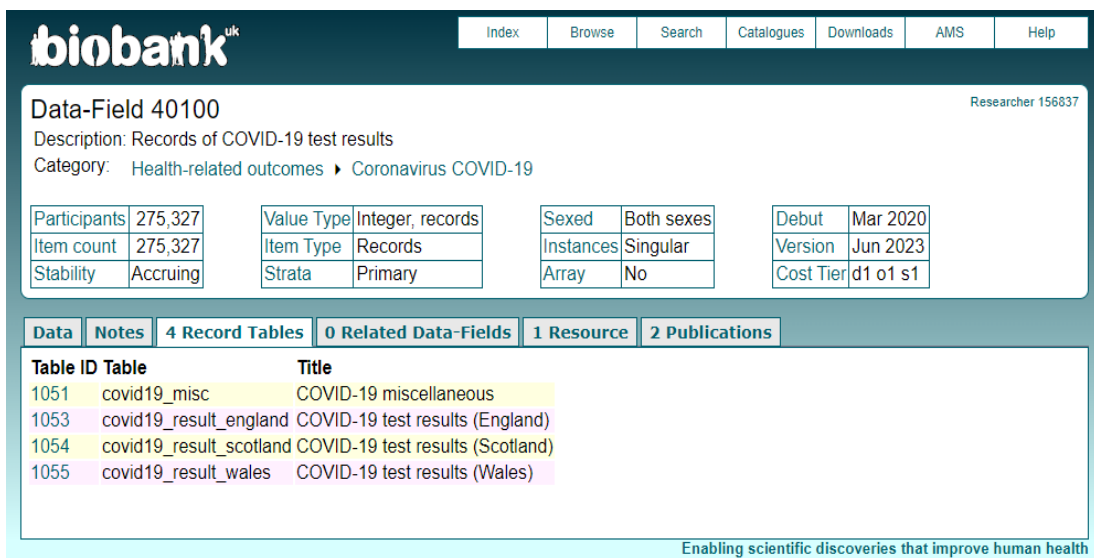 biobank uk
Index Browse Search Catalogues Downloads AMS Help
Data-Field 40100
Researcher 156837
Description: Records of COVID-19 test results
Category: Health-related outcomes ▸ Coronavirus COVID-19
Participants 275,327 Value Type Integer, records Sexed Both sexes Debut Mar 2020
Item count 275,327 Item Type Records Instances Singular Version Jun 2023
Stability Accruing Strata Primary Array No Cost Tier d1 o1 s1
Data Notes 4 Record Tables 0 Related Data-Fields 1 Resource 2 Publications
Table ID Table Title
1051 covid19_misc COVID-19 miscellaneous
1053 covid19_result_england COVID-19 test results (England)
1054 covid19_result_scotland COVID-19 test results (Scotland)
1055 covid19_result_wales COVID-19 test results (Wales)
Enabling scientific discoveries that improve human health